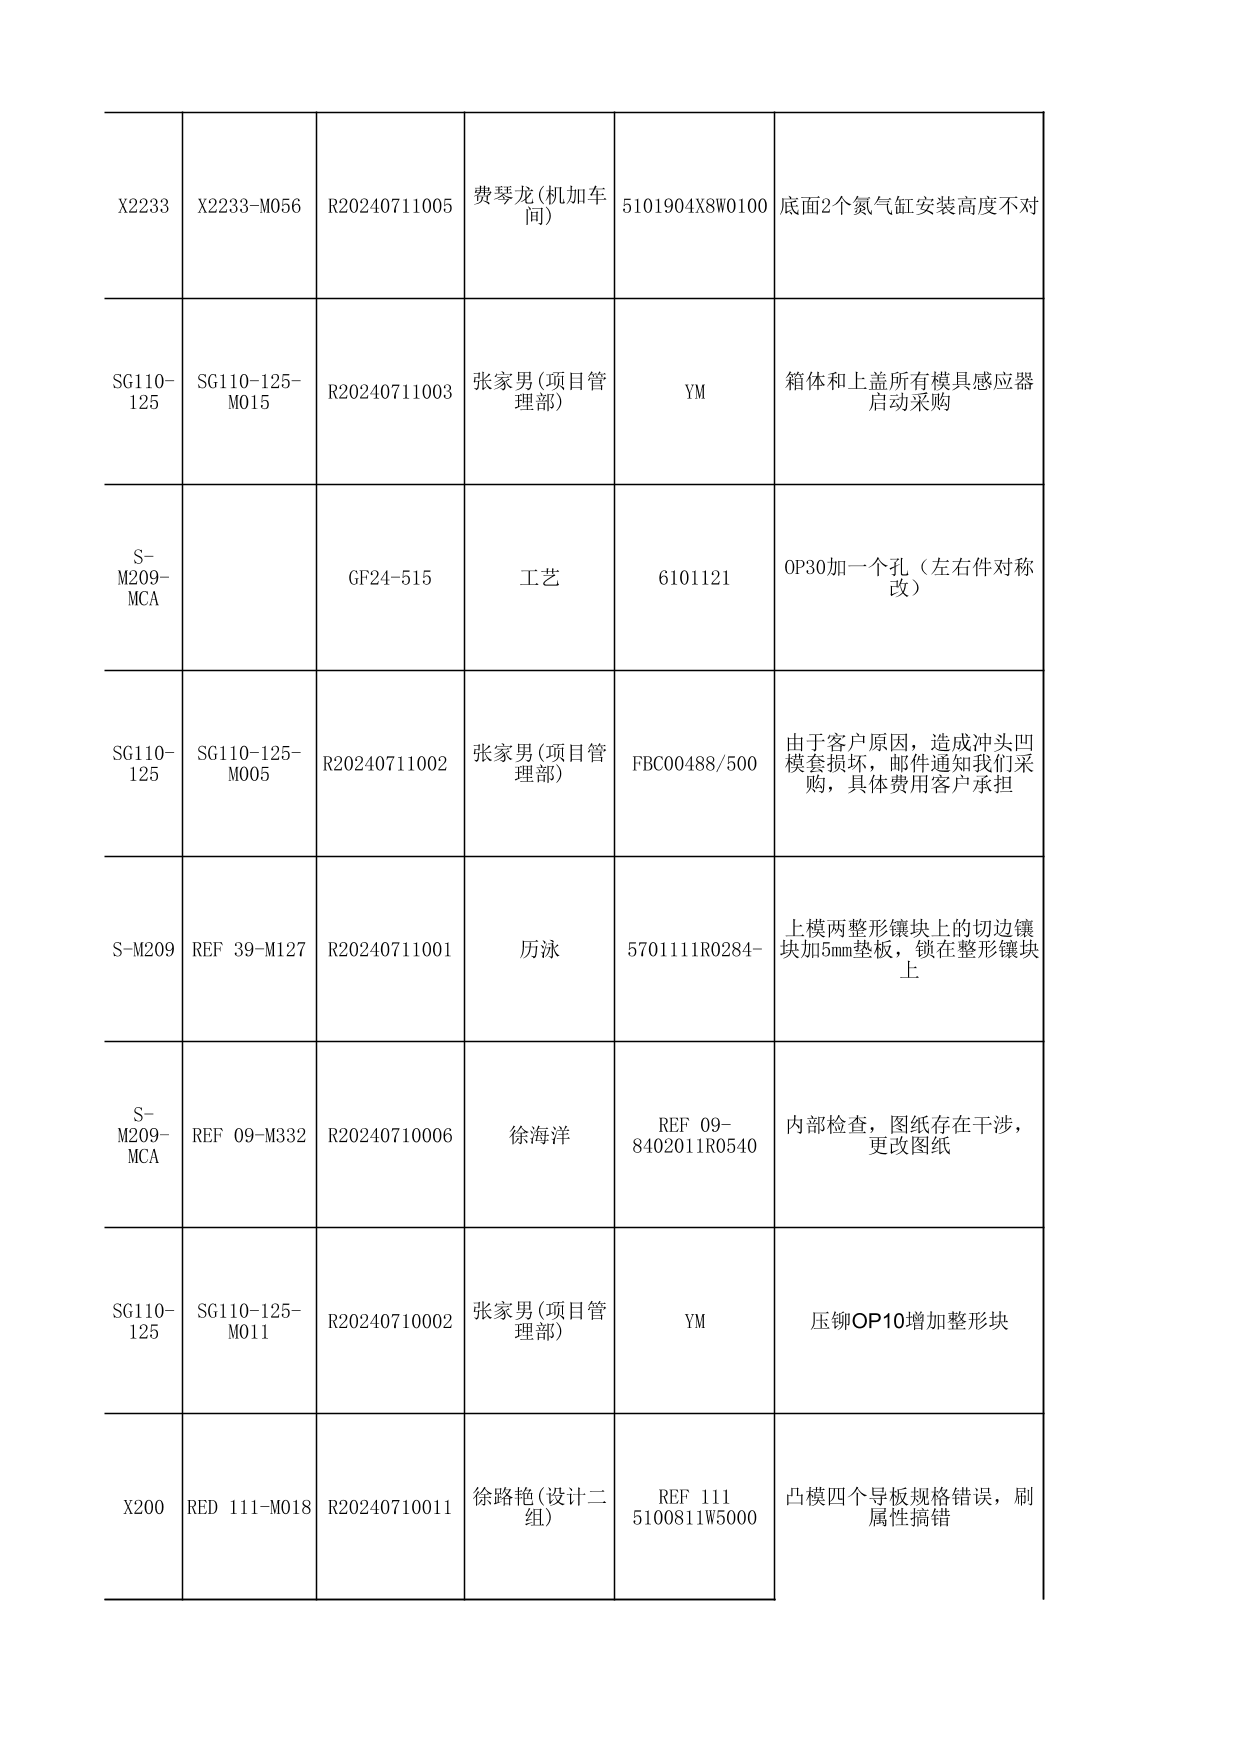 X2233
X2233-M056
R20240711005
费琴龙(机加车
间)
5101904X8W0100
底面2个氮气缸安装高度不对
SG110-
125
SG110-125-
M015
R20240711003
张家男(项目管
理部)
YM
箱体和上盖所有模具感应器
启动采购
S-
M209-
MCA
GF24-515
工艺
6101121
OP30加一个孔（左右件对称
改）
SG110-
125
SG110-125-
M005
R20240711002
张家男(项目管
理部)
FBC00488/500
由于客户原因，造成冲头凹
模套损坏，邮件通知我们采
购，具体费用客户承担
S-M209
REF 39-M127
R20240711001
历泳
5701111R0284-
上模两整形镶块上的切边镶
块加5mm垫板，锁在整形镶块
上
S-
M209-
MCA
REF 09-M332
R20240710006
徐海洋
REF 09-
8402011R0540
内部检查，图纸存在干涉，
更改图纸
SG110-
125
SG110-125-
M011
R20240710002
张家男(项目管
理部)
YM
压铆OP10增加整形块
X200
RED 111-M018
R20240710011
徐路艳(设计二
组)
REF 111
5100811W5000
凸模四个导板规格错误，刷
属性搞错